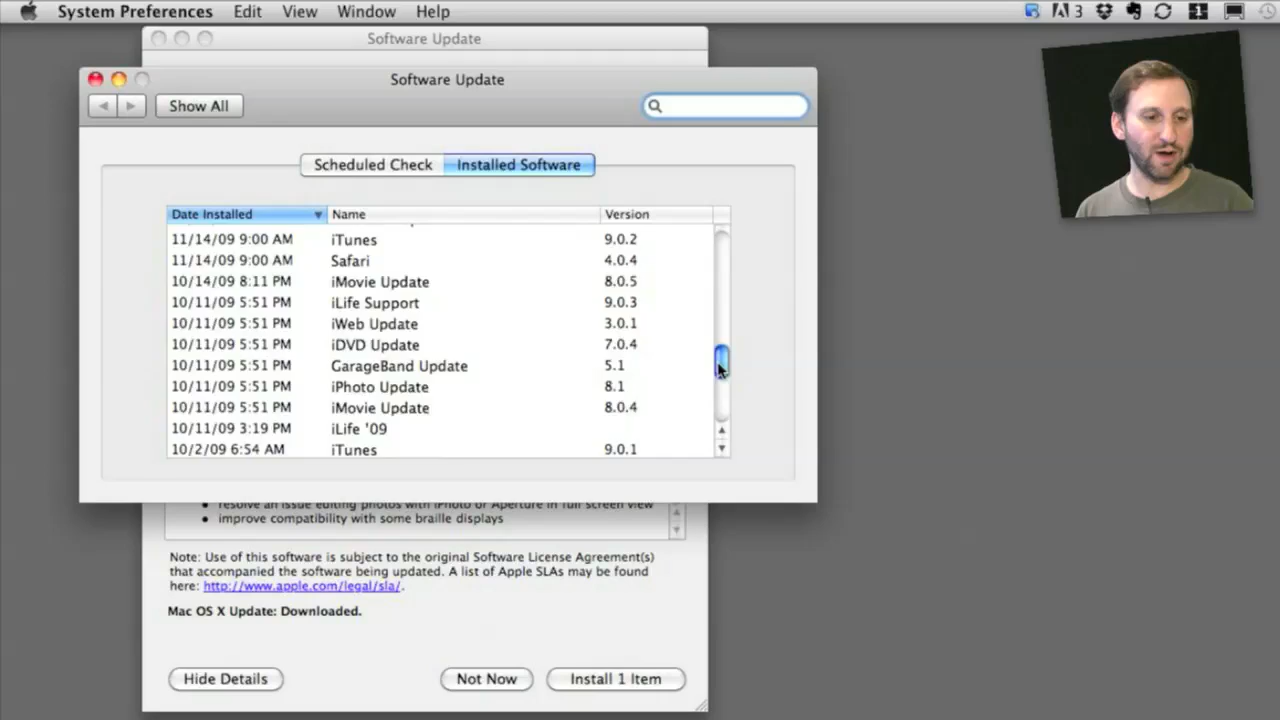 System Preferences Edit View Window Help
3
1
Software Update
Software Update
Show All
Scheduled Check Installed Software
Date Installed Name Version
11/14/09 9:00 AM iTunes 9.0.2
11/14/09 9:00 AM Safari 4.0.4
10/14/09 8:11 PM iMovie Update 8.0.5
10/11/09 5:51 PM iLife Support 9.0.3
10/11/09 5:51 PM iWeb Update 3.0.1
10/11/09 5:51 PM iDVD Update 7.0.4
10/11/09 5:51 PM GarageBand Update 5.1
10/11/09 5:51 PM iPhoto Update 8.1
10/11/09 5:51 PM iMovie Update 8.0.4
10/11/09 3:19 PM iLife '09
10/2/09 6:54 AM iTunes 9.0.1
• resolve an issue editing photos with iPhoto or Aperture in full screen view
• improve compatibility with some braille displays
Note: Use of this software is subject to the original Software License Agreement(s)
that accompanied the software being updated. A list of Apple SLAs may be found
here: http://www.apple.com/legal/sla/.
Mac OS X Update: Downloaded.
Hide Details Not Now Install 1 Item